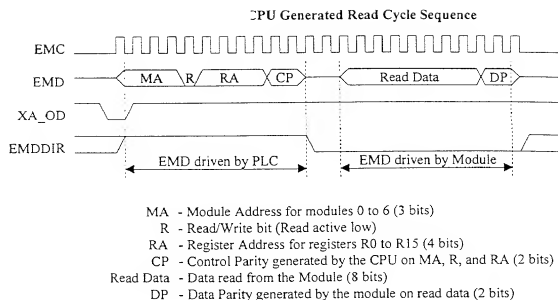 CPU Generated Read Cycle Sequence
EMC
EMD MA R RA CP Read Data DP
XA_OD
EMDDIR
EMD driven by PLC EMD driven by Module
MA - Module Address for modules 0 to 6 (3 bits)
R - Read/Write bit (Read active low)
RA - Register Address for registers R0 to R15 (4 bits)
CP - Control Parity generated by the CPU on MA, R, and RA (2 bits)
Read Data - Data read from the Module (8 bits)
DP - Data Parity generated by the module on read data (2 bits)